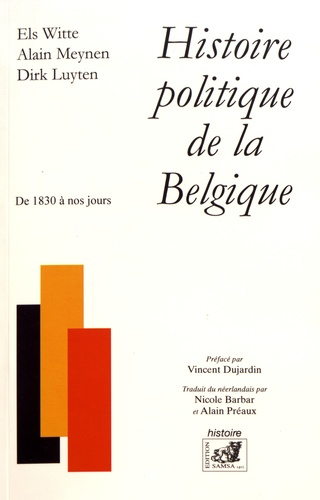 Els Witte
Alain Meynen
Dirk Luyten
Histoire
politique
de la
Belgique
De 1830 à nos jours
Préfacé par
Vincent Dujardin
Traduit du néerlandais par
Nicole Barbar
et Alain Préaux
histoire
EDITION
SAMSA